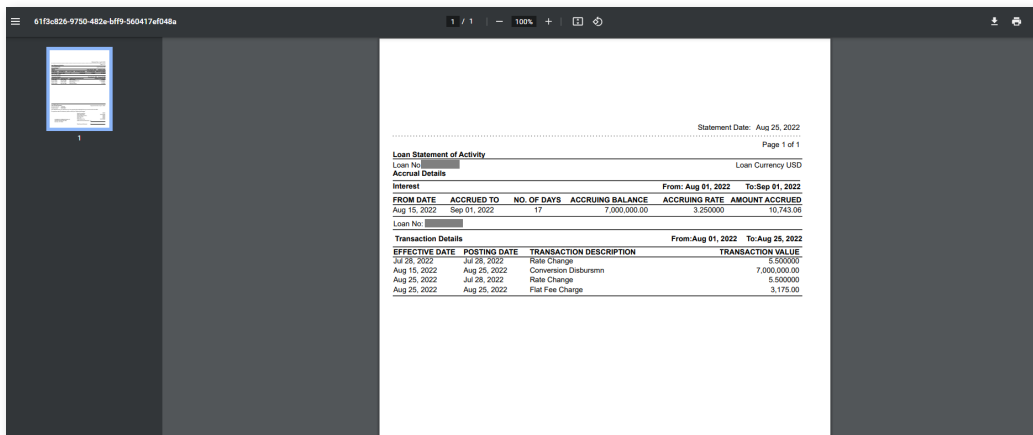 61f3c826-9750-482e-bff9-560417ef048a
1 / 1
100%
1
Statement Date: Aug 25, 2022
Page 1 of 1
Loan Statement of Activity
Loan No Loan Currency USD
Accrual Details
Interest From: Aug 01, 2022 To:Sep 01, 2022
FROM DATE ACCRUED TO NO. OF DAYS ACCRUING BALANCE ACCRUING RATE AMOUNT ACCRUED
Aug 15, 2022 Sep 01, 2022 17 7,000,000.00 3.250000 10,743.06
Loan No:
Transaction Details From:Aug 01, 2022 To:Aug 25, 2022
EFFECTIVE DATE POSTING DATE TRANSACTION DESCRIPTION TRANSACTION VALUE
Jul 28, 2022 Jul 28, 2022 Rate Change 5.500000
Aug 15, 2022 Aug 25, 2022 Conversion Disbursmn 7,000,000.00
Aug 25, 2022 Jul 28, 2022 Rate Change 5.500000
Aug 25, 2022 Aug 25, 2022 Flat Fee Charge 3,175.00